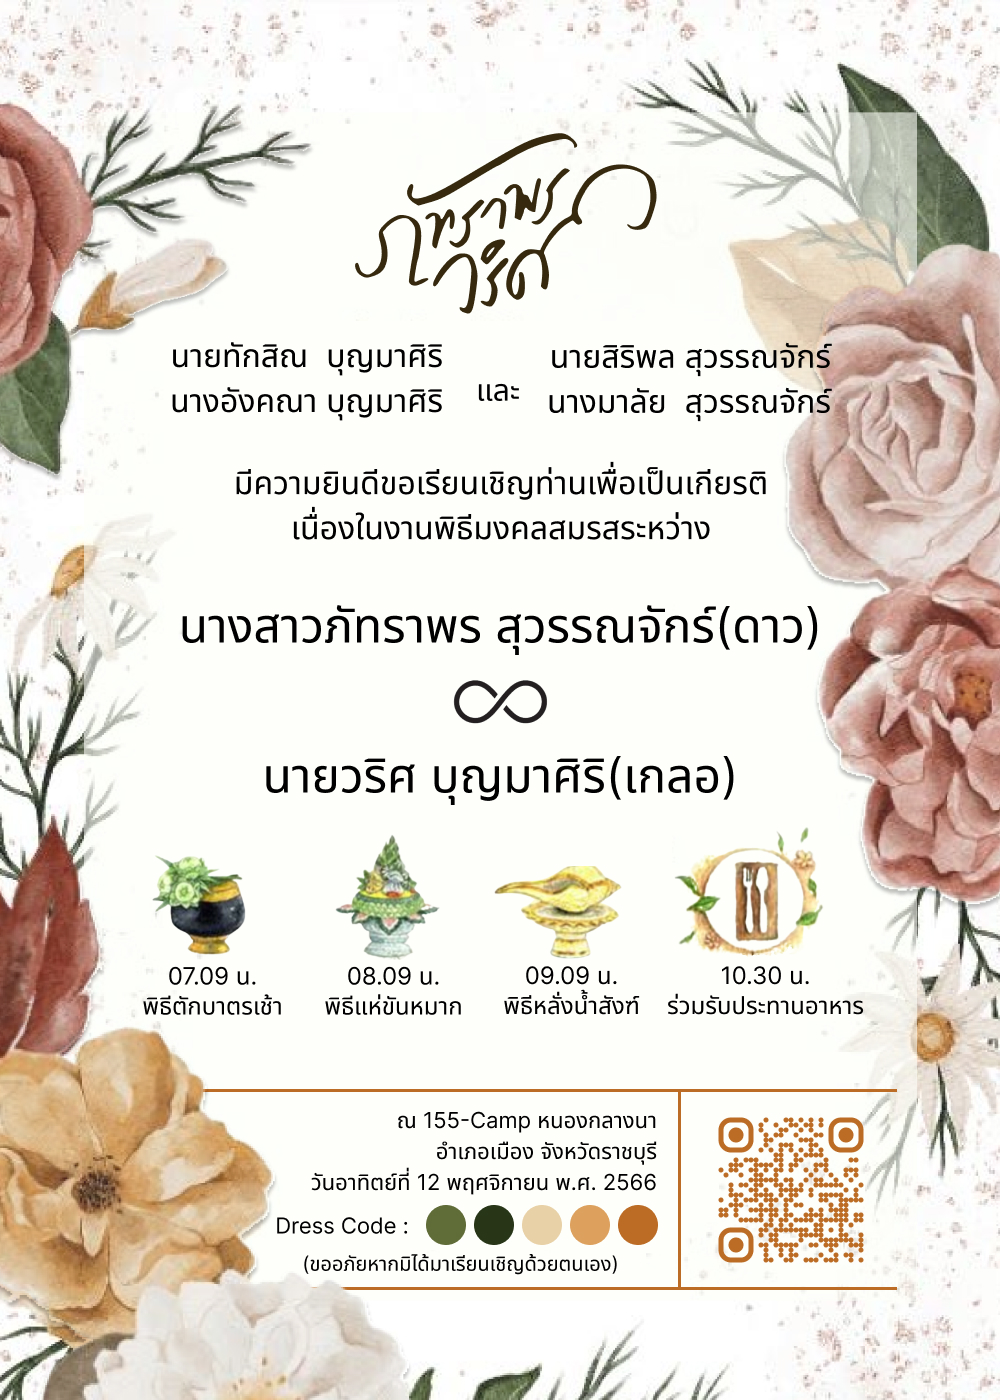 ภัทราพร
วริศ
นายทักสิณ บุญมาศิริ
นางอังคณา บุญมาศิริ
และ
นายสิริพล สุวรรณจักร์
นางมาลัย สุวรรณจักร์
มีความยินดีขอเรียนเชิญท่านเพื่อเป็นเกียรติ
เนื่องในงานพิธีมงคลสมรสระหว่าง
นางสาวภัทราพร สุวรรณจักร์(ดาว)
นายวริศ บุญมาศิริ(เกลอ)
07.09 น.
พิธีตักบาตรเช้า
08.09 น.
พิธีแห่ขันหมาก
09.09 น.
พิธีหลั่งน้ำสังฑ์
10.30 น.
ร่วมรับประทานอาหาร
ณ 155-Camp หนองกลางนา
อำเภอเมือง จังหวัดราชบุรี
วันอาทิตย์ที่ 12 พฤศจิกายน พ.ศ. 2566
Dress Code :
(ขออภัยหากมิได้มาเรียนเชิญด้วยตนเอง)